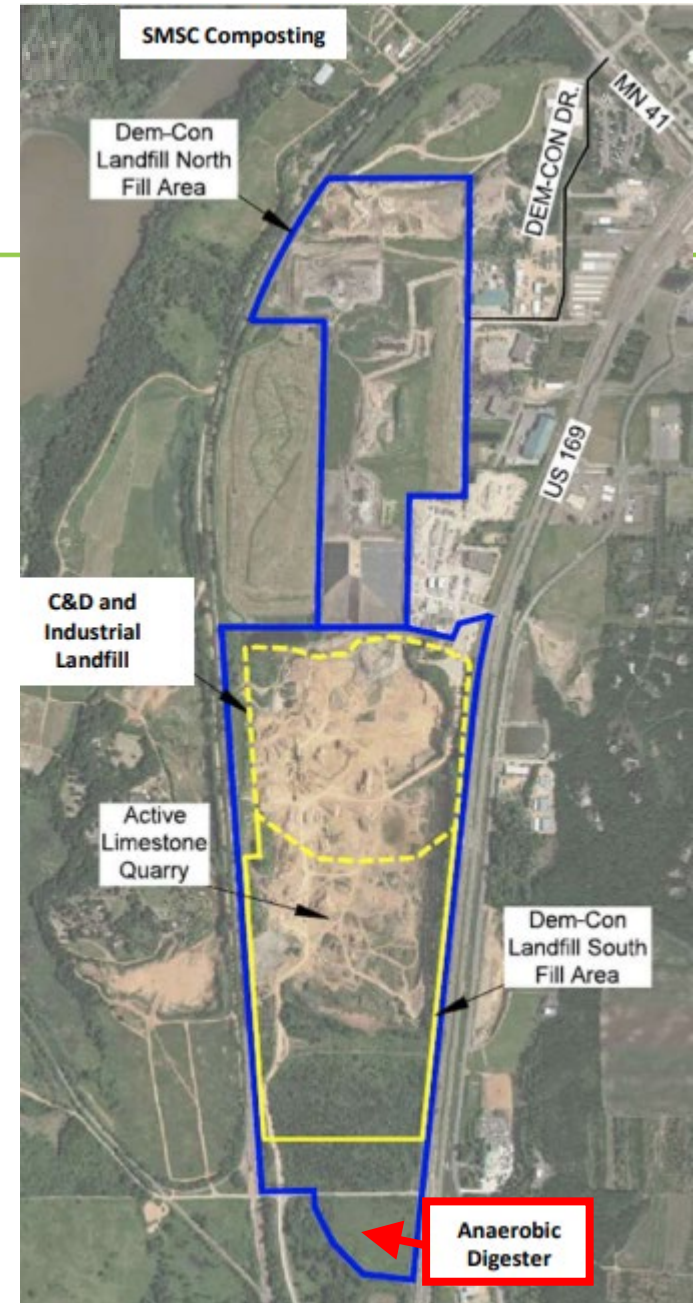 SMSC Composting
MN 41
DEM-CON DR.
Dem-Con
Landfill North
Fill Area
US 169
C&D and
Industrial
Landfill
Active
Limestone
Quarry
Dem-Con
Landfill South
Fill Area
Anaerobic
Digester